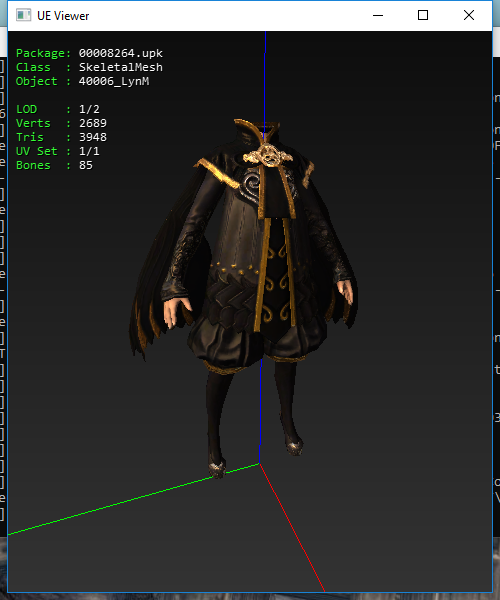 UE Viewer
Package: 00008264.upk
Class  : SkeletalMesh
Object : 40006_LynM
LOD    : 1/2
Verts  : 2689
Tris   : 3948
UV Set : 1/1
Bones  : 85